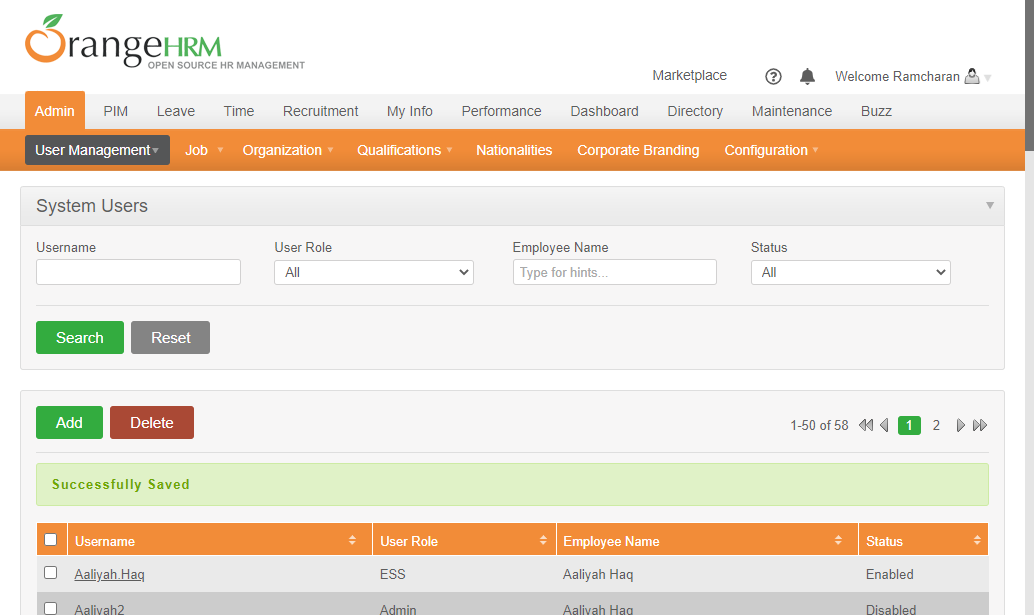 OrangeHRM
OPEN SOURCE HR MANAGEMENT
Marketplace ? Welcome Ramcharan
Admin PIM Leave Time Recruitment My Info Performance Dashboard Directory Maintenance Buzz
User Management Job Organization Qualifications Nationalities Corporate Branding Configuration
System Users
Username User Role Employee Name Status
All Type for hints... All
Search Reset
Add Delete 1-50 of 58 1 2
Successfully Saved
Username User Role Employee Name Status
Aaliyah.Haq ESS Aaliyah Haq Enabled
Aaliyah2 Admin Aaliyah Haq Disabled